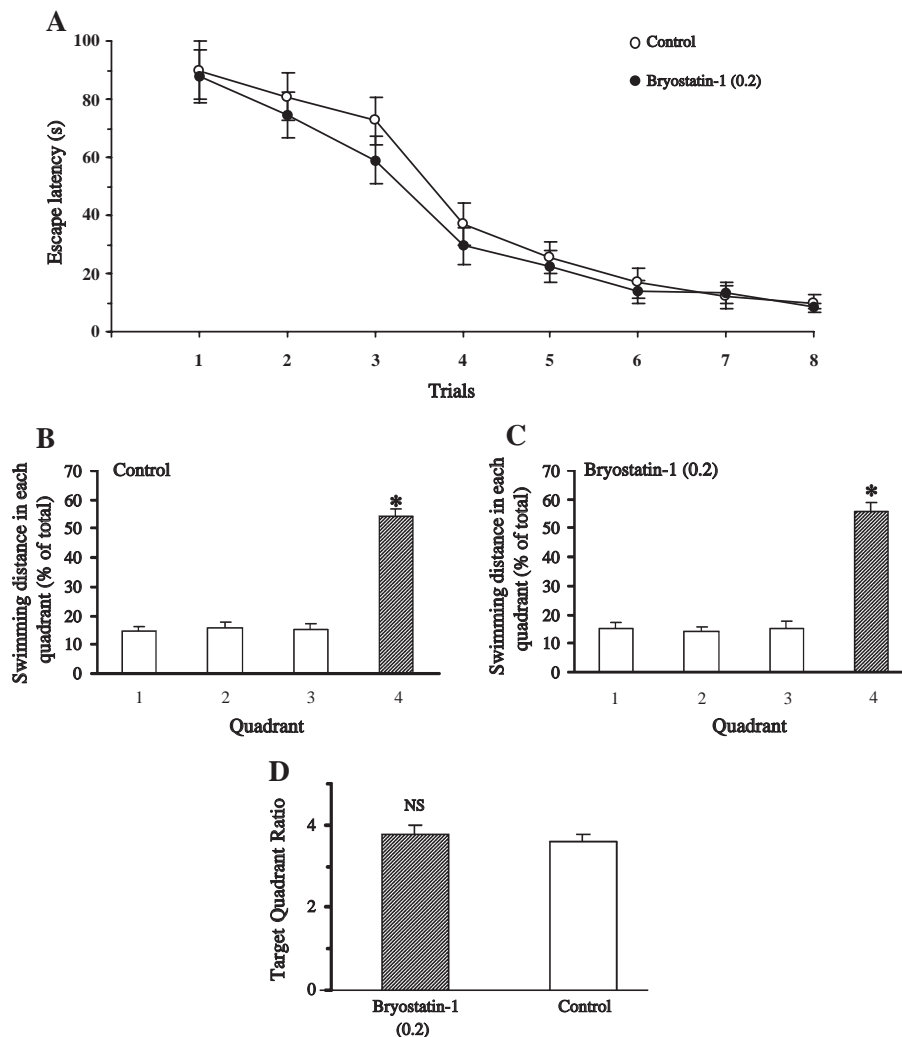 A
100
80
60
40
20
0
Escape latency (s)
Control
Bryostatin-1 (0.2)
1 2 3 4 5 6 7 8
Trials
B
Control
70
60
50
40
30
20
10
0
Swimming distance in each
quadrant (% of total)
*
1 2 3 4
Quadrant
C
Bryostatin-1 (0.2)
70
60
50
40
30
20
10
0
Swimming distance in each
quadrant (% of total)
*
1 2 3 4
Quadrant
D
4
2
0
Target Quadrant Ratio
NS
Bryostatin-1
(0.2)
Control